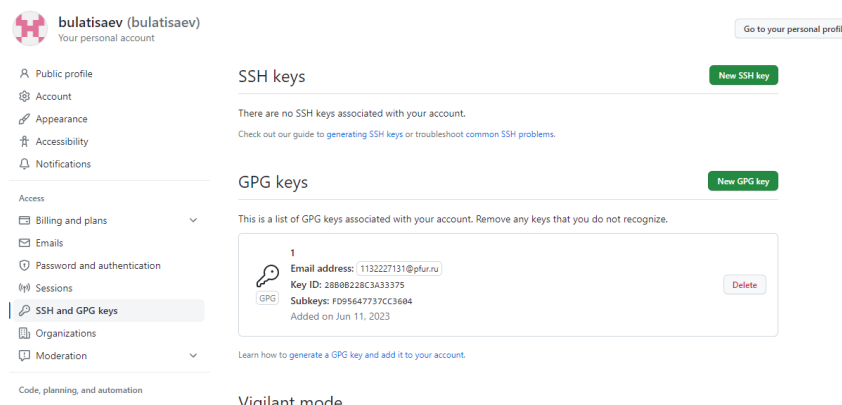 bulatisaev (bulatisaev)
Your personal account
Go to your personal profil
Public profile
Account
Appearance
Accessibility
Notifications
Access
Billing and plans
Emails
Password and authentication
Sessions
SSH and GPG keys
Organizations
Moderation
Code, planning, and automation
SSH keys
New SSH key
There are no SSH keys associated with your account.
Check out our guide to generating SSH keys or troubleshoot common SSH problems.
GPG keys
New GPG key
This is a list of GPG keys associated with your account. Remove any keys that you do not recognize.
1
Email address: 1132227131@pfur.ru
Key ID: 28B0B228C3A33375
GPG
Subkeys: FD95647737CC3604
Added on Jun 11, 2023
Delete
Learn how to generate a GPG key and add it to your account.
Vigilant mode